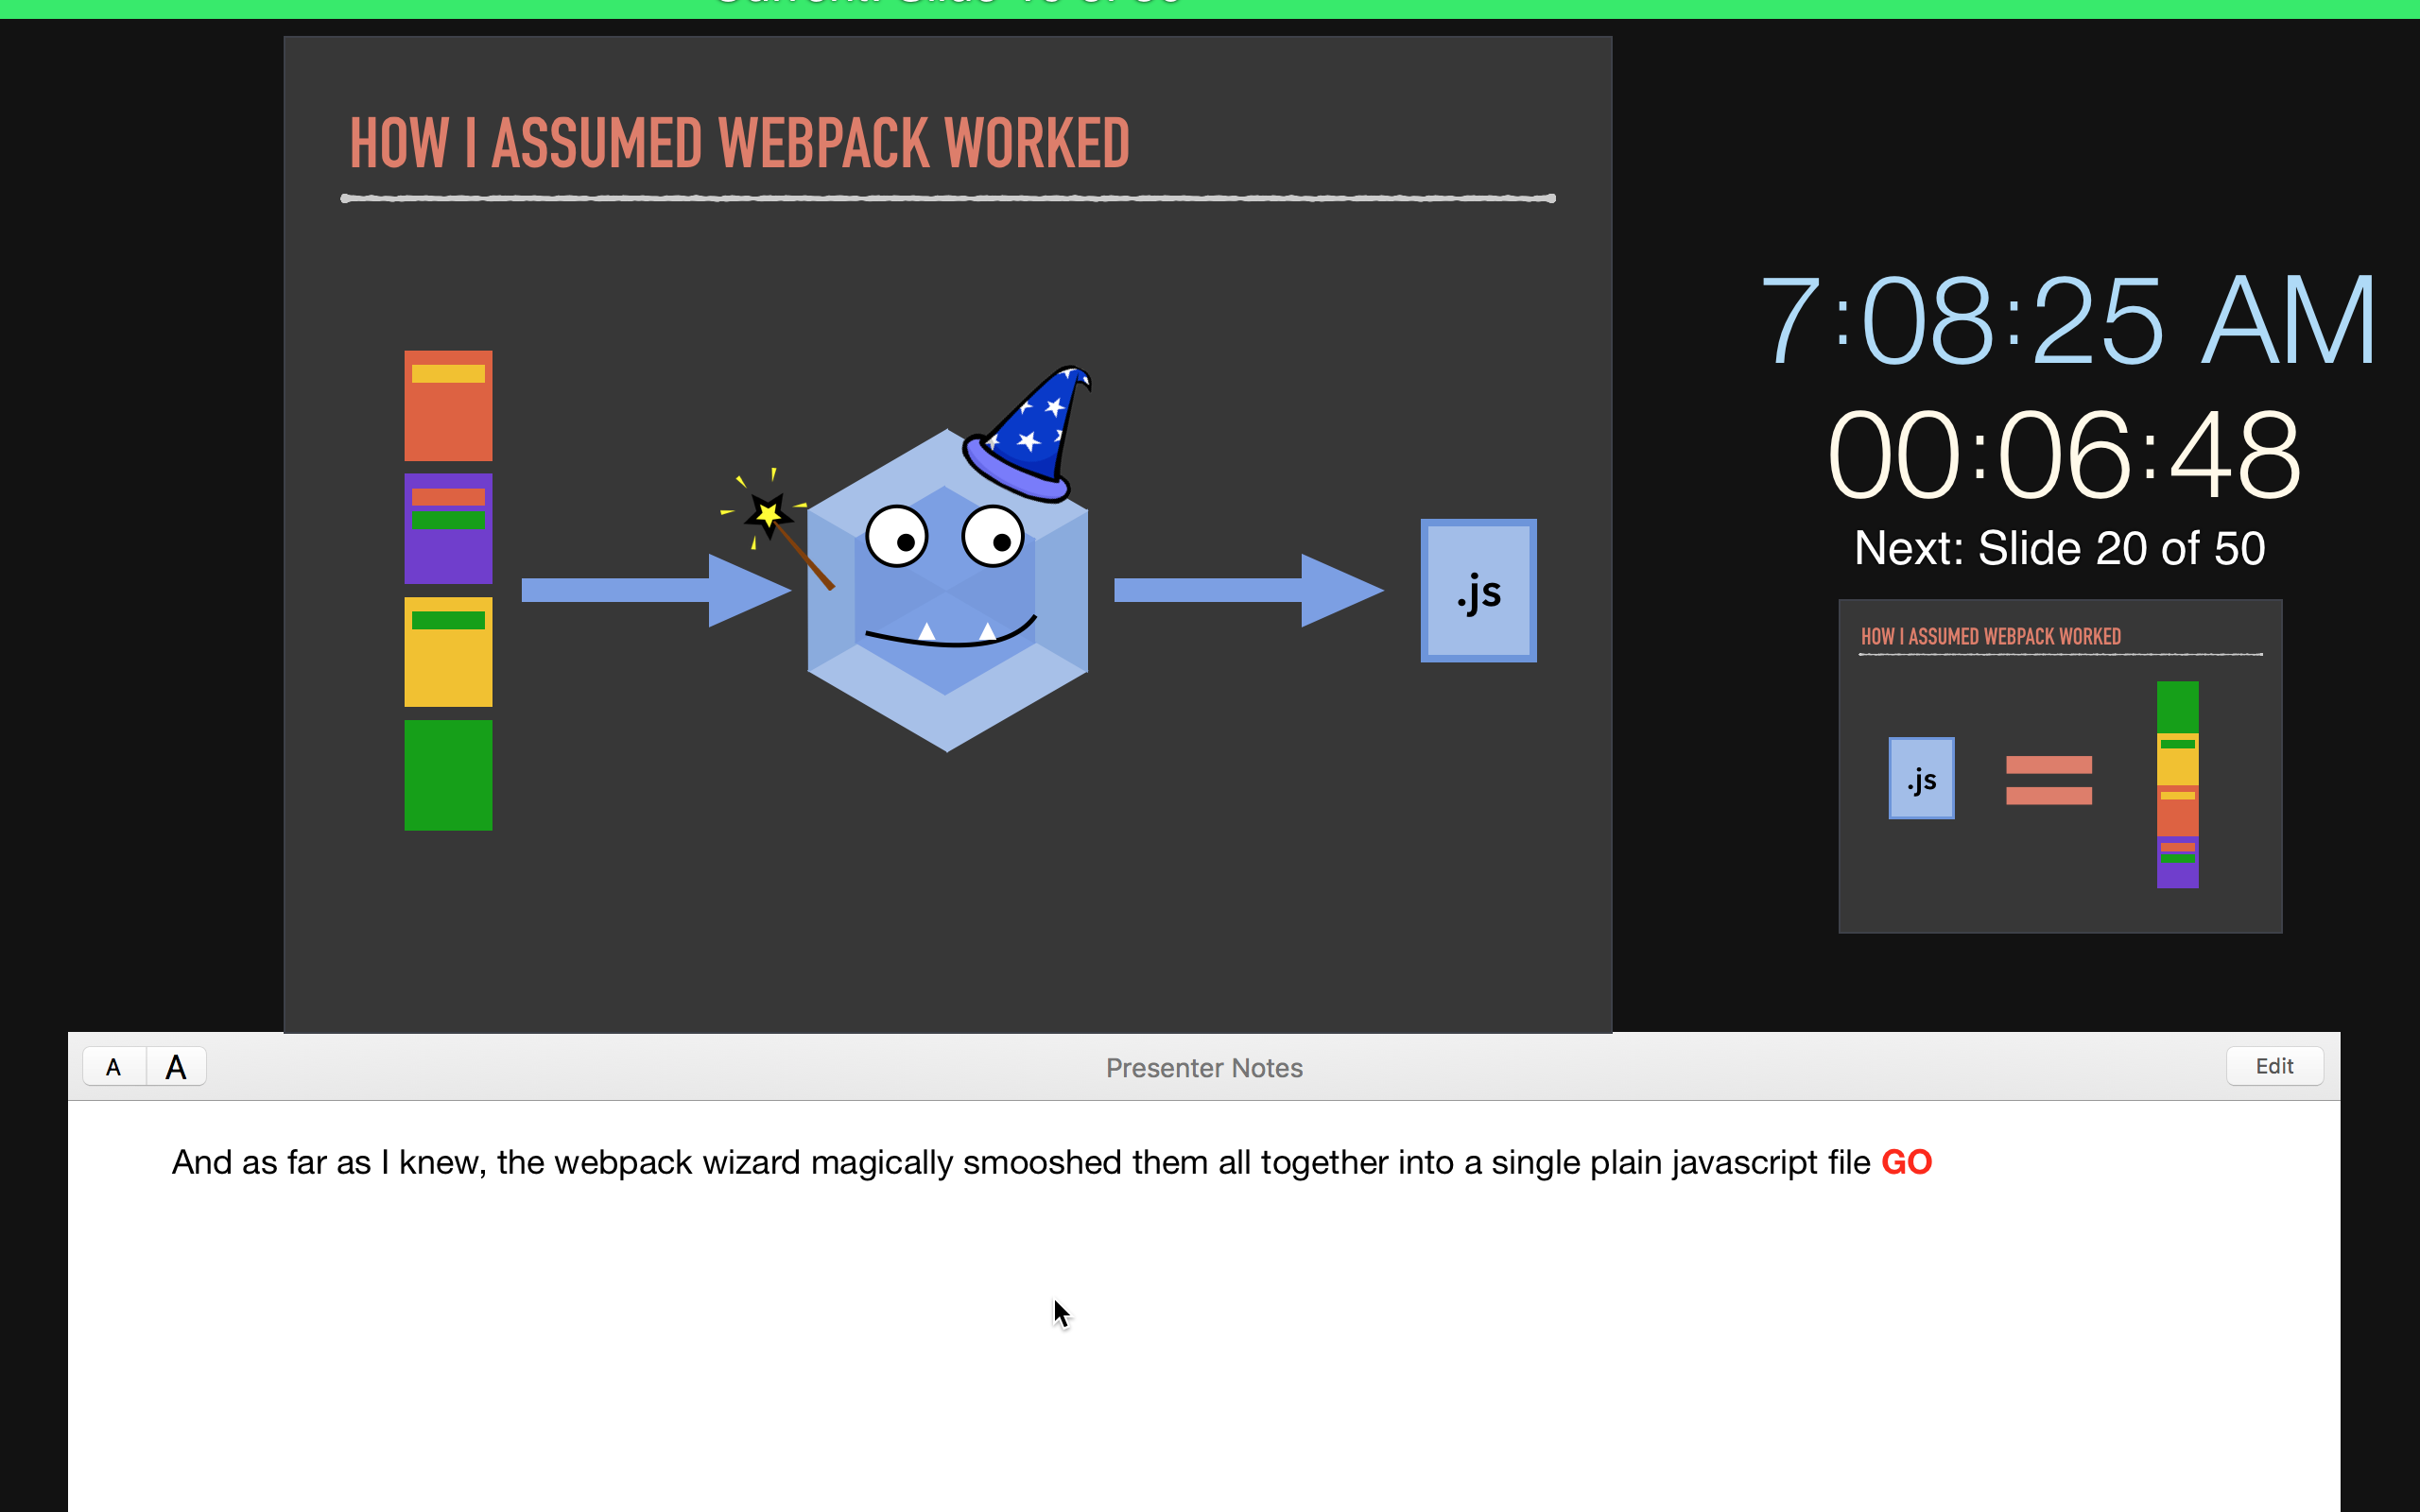 HOW I ASSUMED WEBPACK WORKED
.js
7:08:25 AM
00:06:48
Next: Slide 20 of 50
HOW I ASSUMED WEBPACK WORKED
.js
A A Presenter Notes Edit
And as far as I knew, the webpack wizard magically smooshed them all together into a single plain javascript file GO